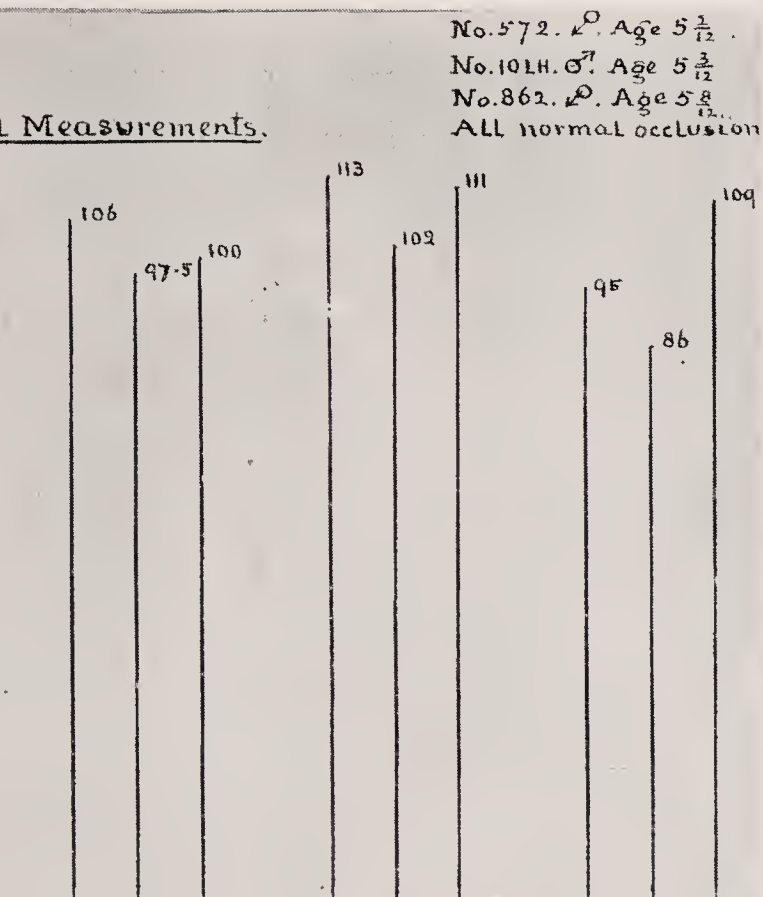 No.572. ♀. Age 5 2/12.
No.101H. ♂. Age 5 3/12
No.862. ♀. Age 5 8/12.
l Measurements.
All normal occlusion
113
111
109
106
102
100
97·5
95
86